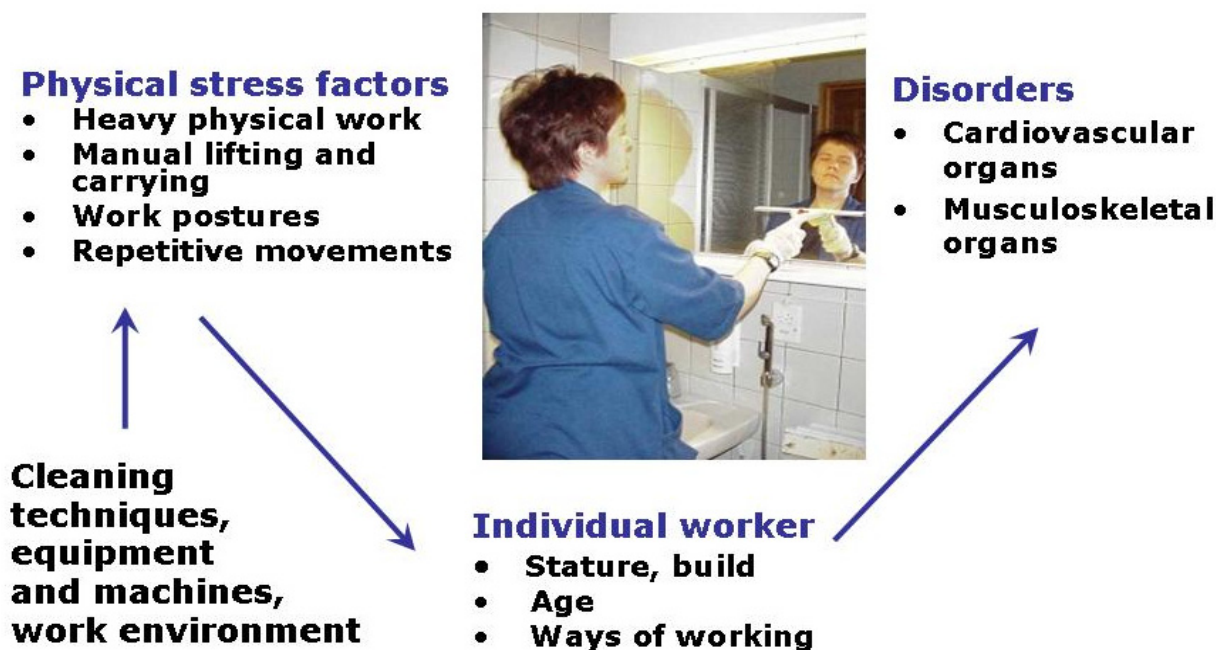 Physical stress factors
• Heavy physical work
• Manual lifting and
carrying
• Work postures
• Repetitive movements
Disorders
• Cardiovascular
organs
• Musculoskeletal
organs
Cleaning
techniques,
equipment
and machines,
work environment
Individual worker
• Stature, build
• Age
• Ways of working